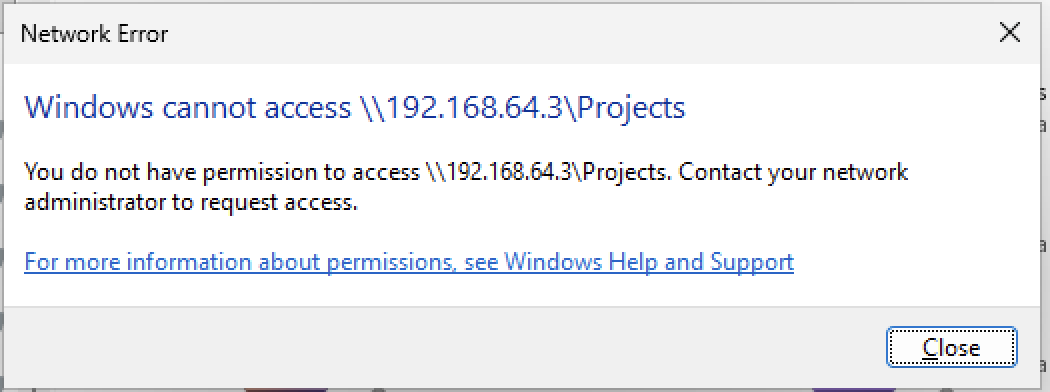 Network Error
Windows cannot access \\192.168.64.3\Projects
You do not have permission to access \\192.168.64.3\Projects. Contact your network
administrator to request access.
For more information about permissions, see Windows Help and Support
Close